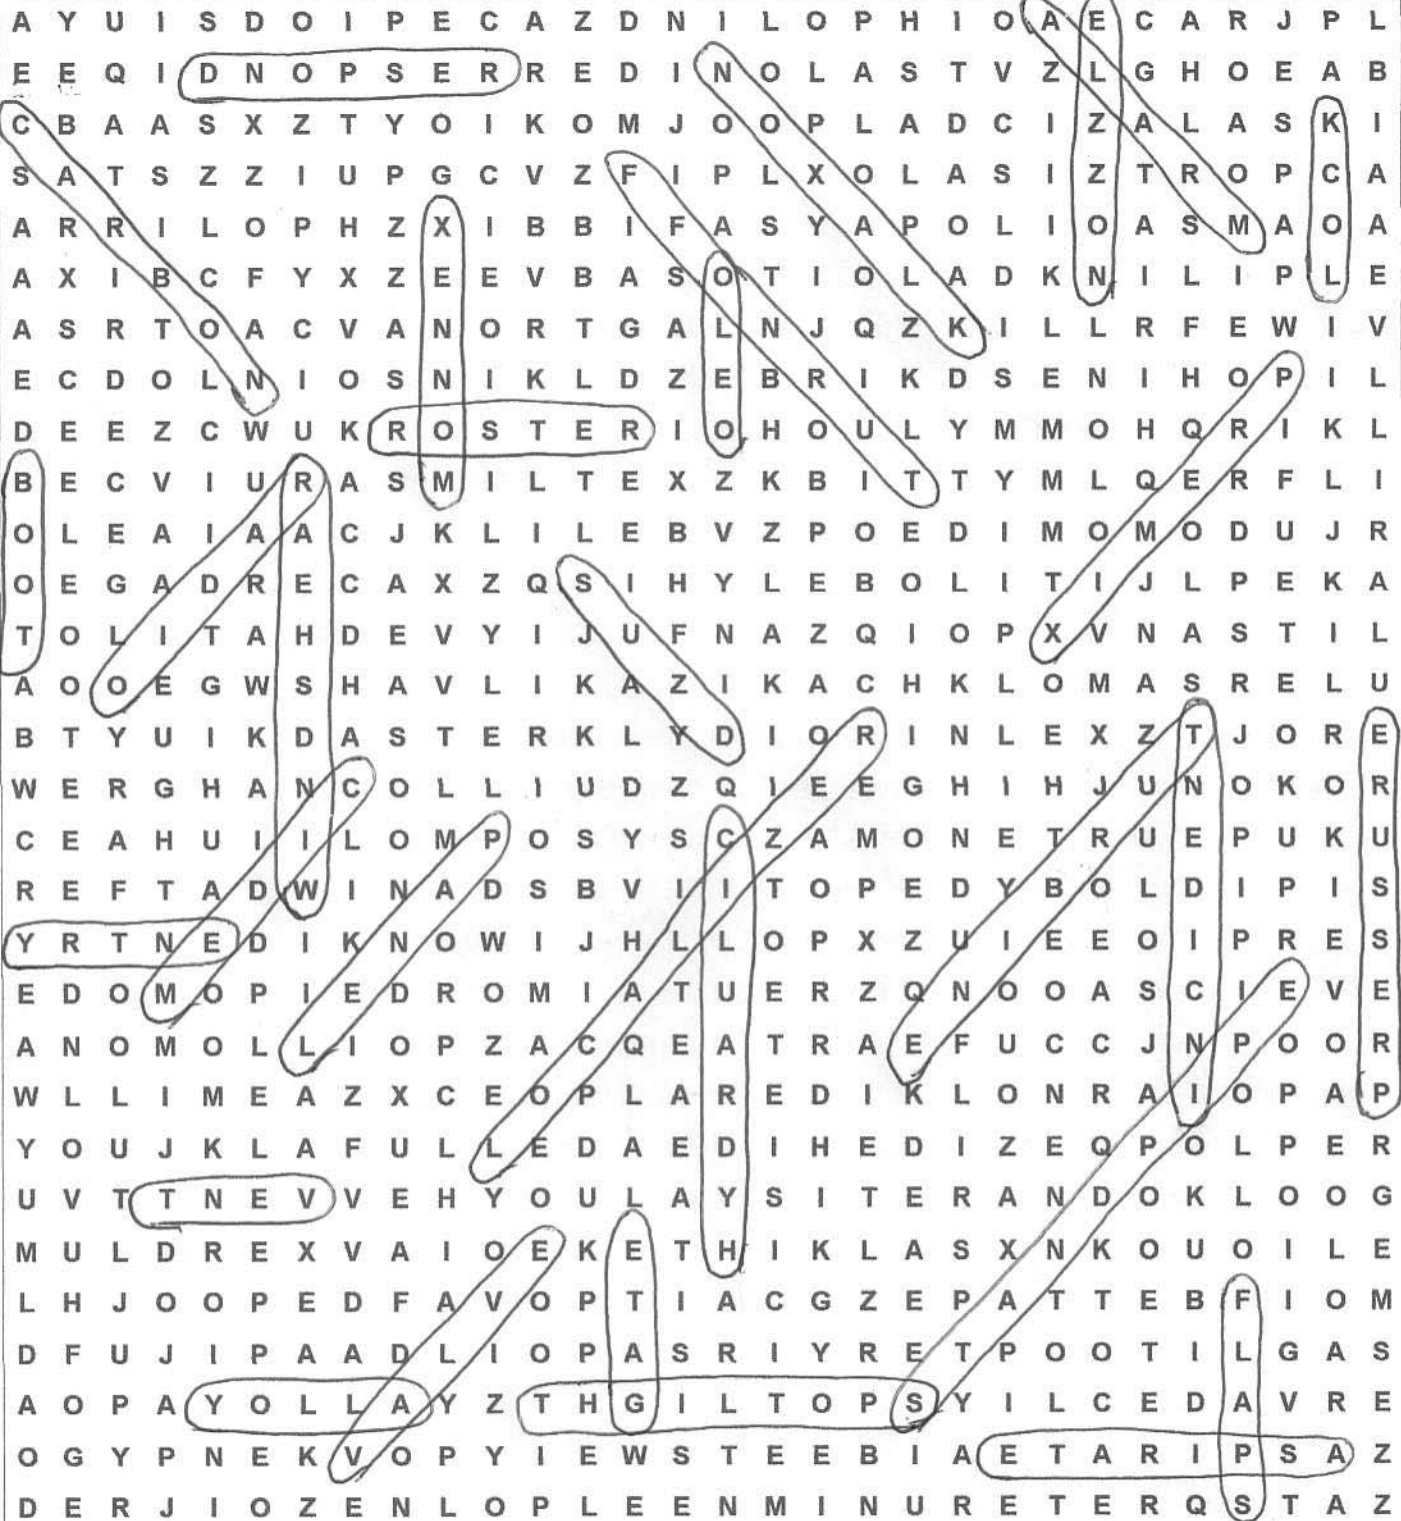 A Y U I S D O I P E C A Z D N I L O P H I O A E C A R J P L
E E Q I D N O P S E R R E D I N O L A S T V Z L G H O E A B
C B A A S X Z T Y O I K O M J O O P L A D C I Z A L A S K I
S A T S Z Z I U P G C V Z F I P L X O L A S I Z T R O P C A
A R R I L O P H Z X I B B I F A S Y A P O L I O A S M A O A
A X I B C F Y X Z E E V B A S O T I O L A D K N I L I P L E
A S R T O A C V A N O R T G A L N J Q Z K I L L R F E W I V
E C D O L N I O S N I K L D Z E B R I K D S E N I H O P I L
D E E Z C W U K R O S T E R I O H O U L Y M M O H Q R I K L
B E C V I U R A S M I L T E X Z K B I T T Y M L Q E R F L I
O L E A I A A C J K L I L E B V Z P O E D I M O M O D U J R
O E G A D R E C A X Z Q S I H Y L E B O L I T I J L P E K A
T O L I T A H D E V Y I J U F N A Z Q I O P X V N A S T I L
A O O E G W S H A V L I K A Z I K A C H K L O M A S R E L U
B T Y U I K D A S T E R K L Y D I O R I N L E X Z T J O R E
W E R G H A N C O L L I U D Z Q I E E G H I H J U N O K O R
C E A H U I I L O M P O S Y S C Z A M O N E T R U E P U K U
R E F T A D W I N A D S B V I I T O P E D Y B O L D I P I S
Y R T N E D I K N O W I J H L L O P X Z U I E E O I P R E S
E D O M O P I E D R O M I A T U E R Z Q N O O A S C I E V E
A N O M O L L I O P Z A C Q E A T R A E F U C C J N P O O R
W L L I M E A Z X C E O P L A R E D I K L O N R A I O P A P
Y O U J K L A F U L L E D A E D I H E D I Z E Q P O L P E R
U V T T N E V V E H Y O U L A Y S I T E R A N D O K L O O G
M U L D R E X V A I O E K E T H I K L A S X N K O U O I L E
L H J O O P E D F A V O P T I A C G Z E P A T T E B F I O M
D F U J I P A A D L I O P A S R I Y R E T P O O T I L G A S
A O P A Y O L L A Y Z T H G I L T O P S Y I L C E D A V R E
O G Y P N E K V O P Y I E W S T E E B I A E T A R I P S A Z
D E R J I O Z E N L O P L E E N M I N U R E T E R Q S T A Z